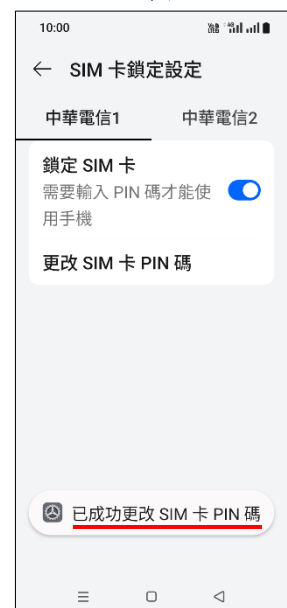 10:00
← SIM 卡鎖定設定
中華電信1 中華電信2
鎖定 SIM 卡
需要輸入 PIN 碼才能使
用手機
更改 SIM 卡 PIN 碼
已成功更改 SIM 卡 PIN 碼